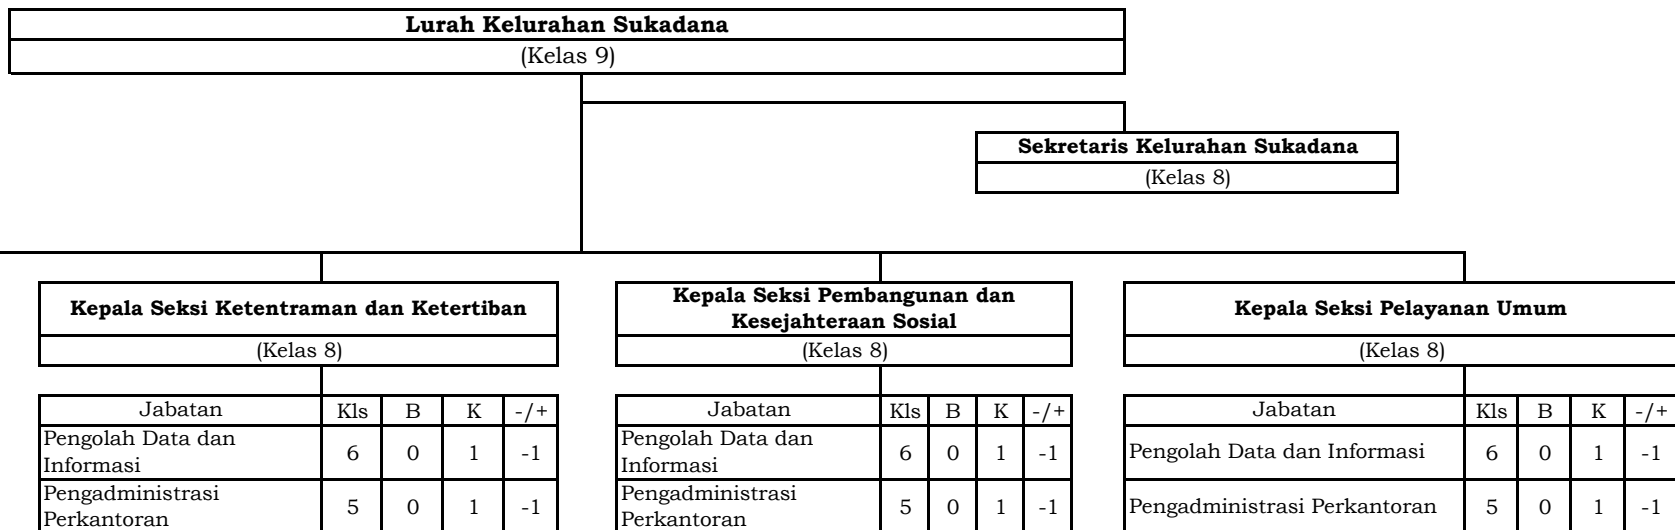 Lurah Kelurahan Sukadana
(Kelas 9)
Sekretaris Kelurahan Sukadana
(Kelas 8)
Kepala Seksi Ketentraman dan Ketertiban
(Kelas 8)
Jabatan Kls B K -/+
Pengolah Data dan
Informasi 6 0 1 -1
Pengadministrasi
Perkantoran 5 0 1 -1
Kepala Seksi Pembangunan dan
Kesejahteraan Sosial
(Kelas 8)
Jabatan Kls B K -/+
Pengolah Data dan
Informasi 6 0 1 -1
Pengadministrasi
Perkantoran 5 0 1 -1
Kepala Seksi Pelayanan Umum
(Kelas 8)
Jabatan Kls B K -/+
Pengolah Data dan Informasi 6 0 1 -1
Pengadministrasi Perkantoran 5 0 1 -1